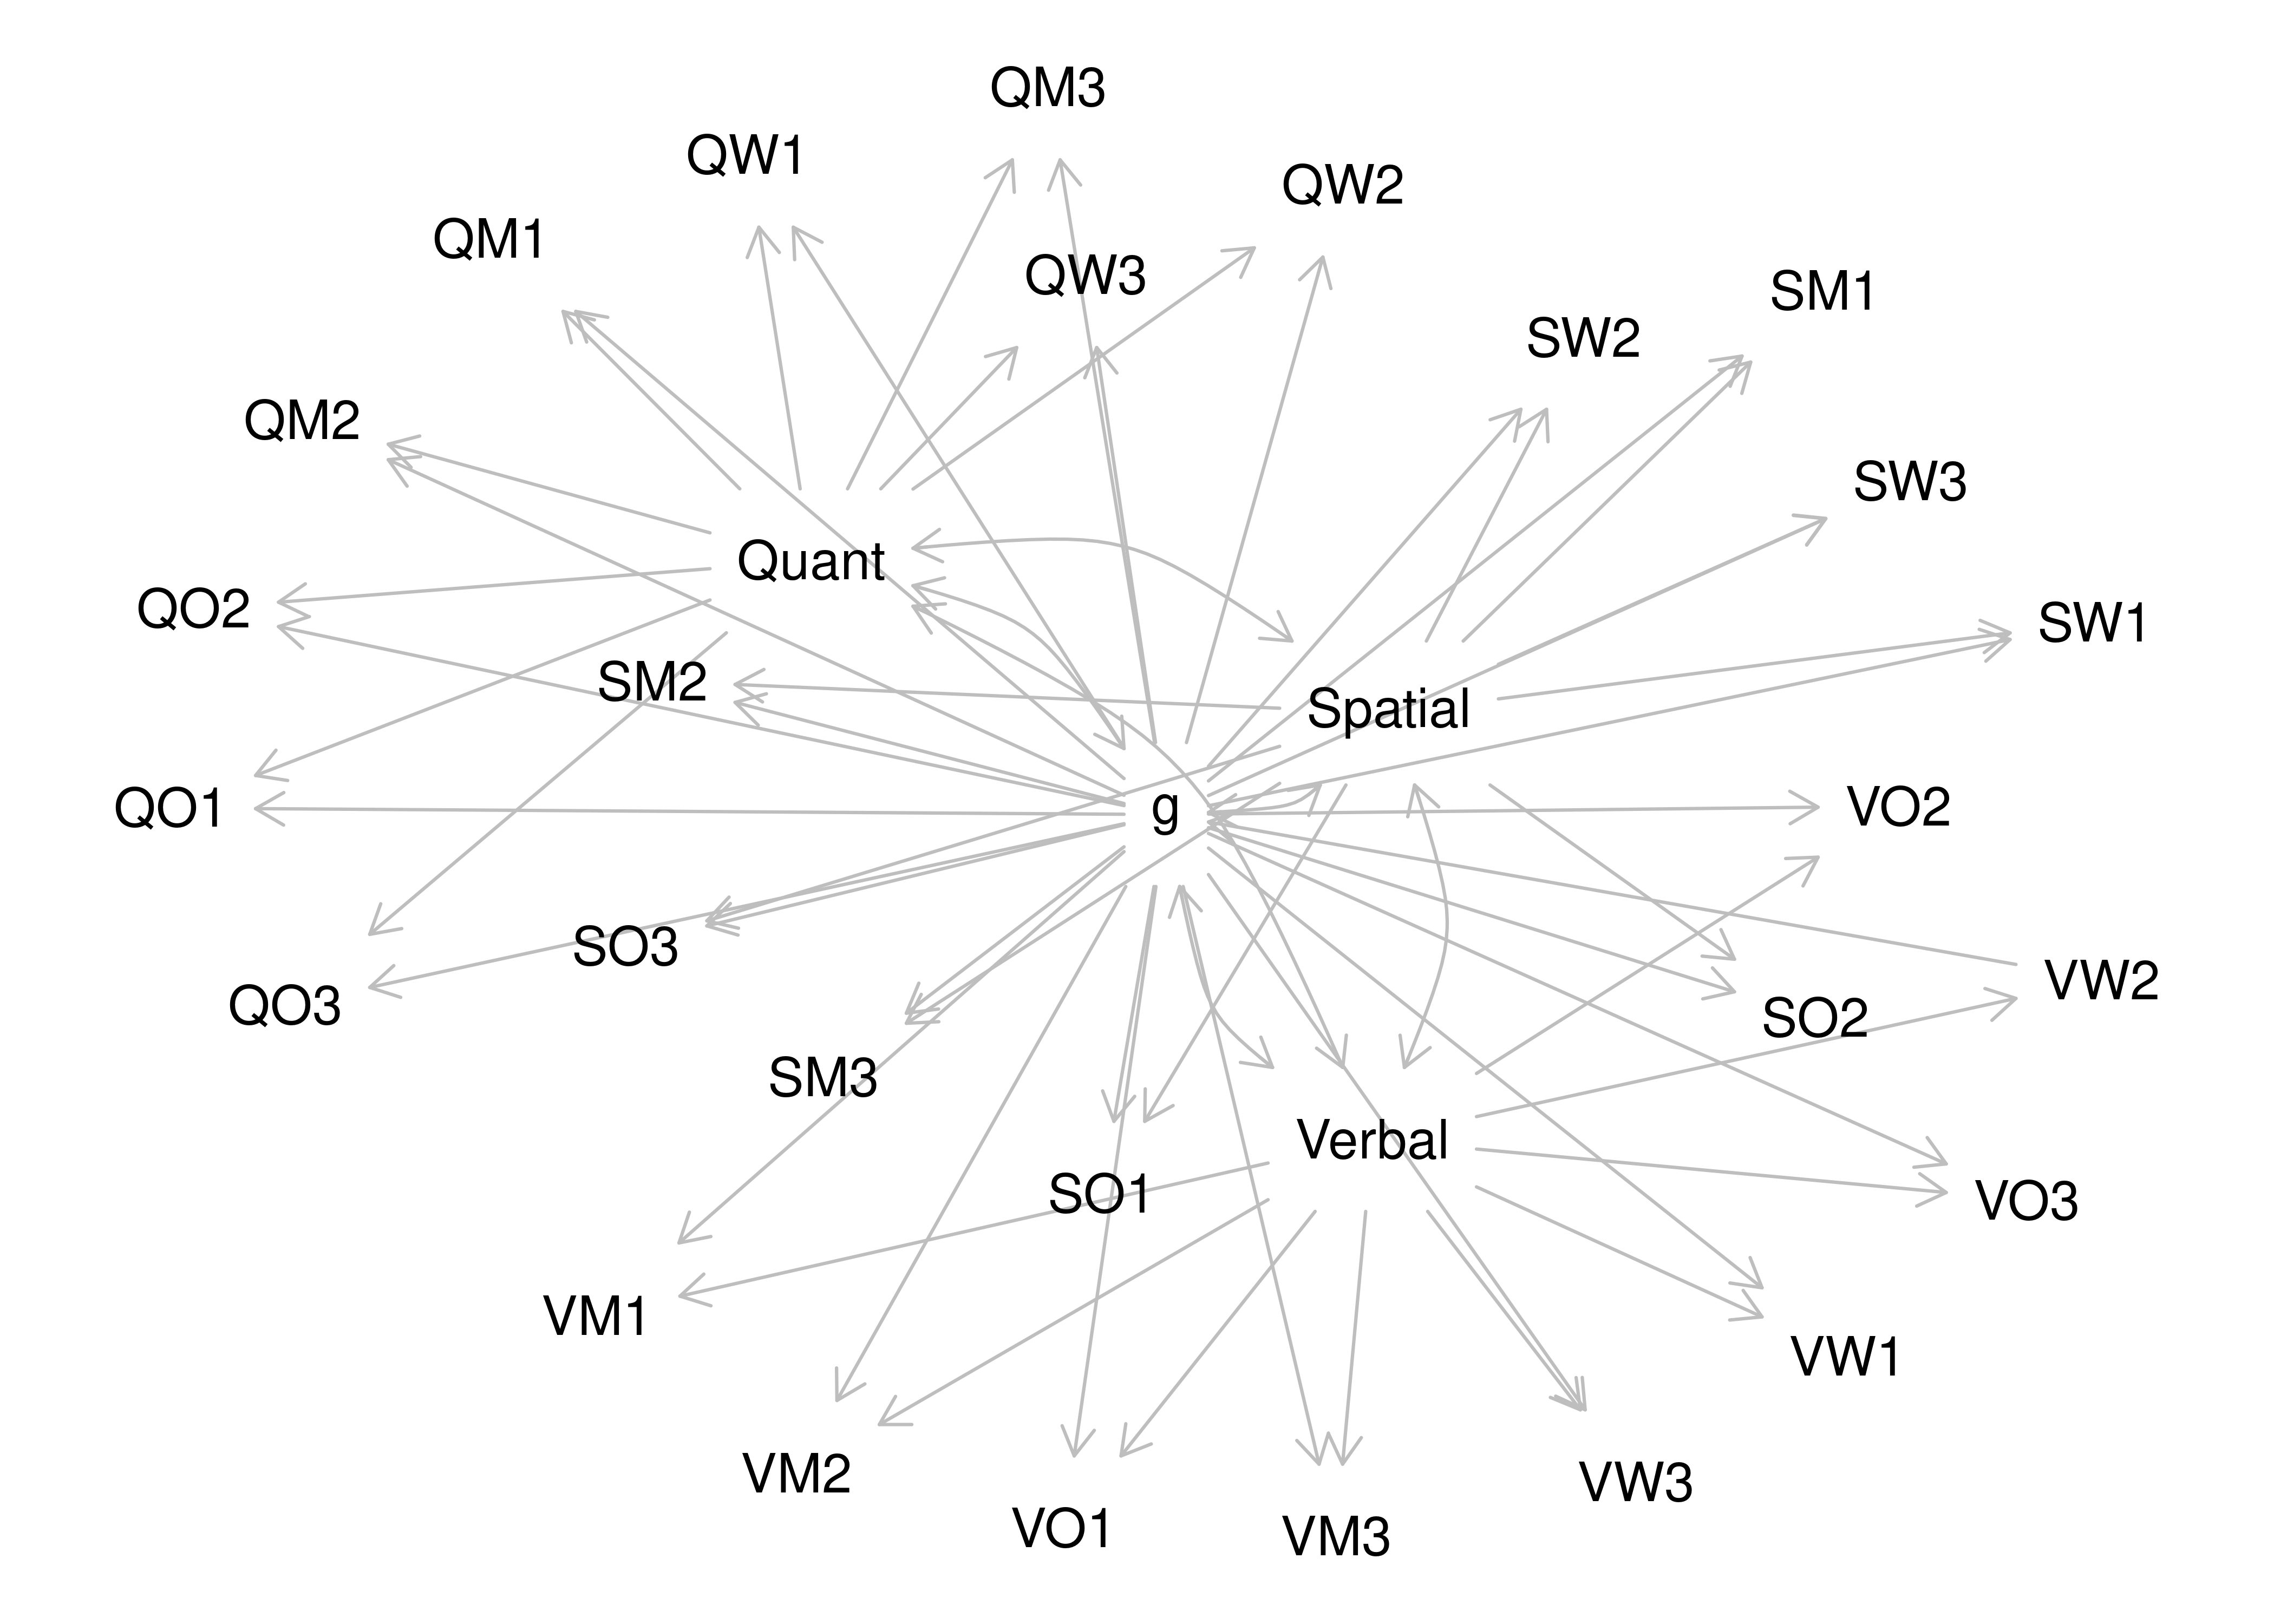 QM3
QW1
QW2
QM1
QW3
SM1
SW2
QM2
SW3
Quant
QO2
SW1
SM2
Spatial
QO1
g
VO2
SO3
VW2
QO3
SO2
SM3
Verbal
SO1
VO3
VM1
VW1
VM2
VW3
VO1
VM3